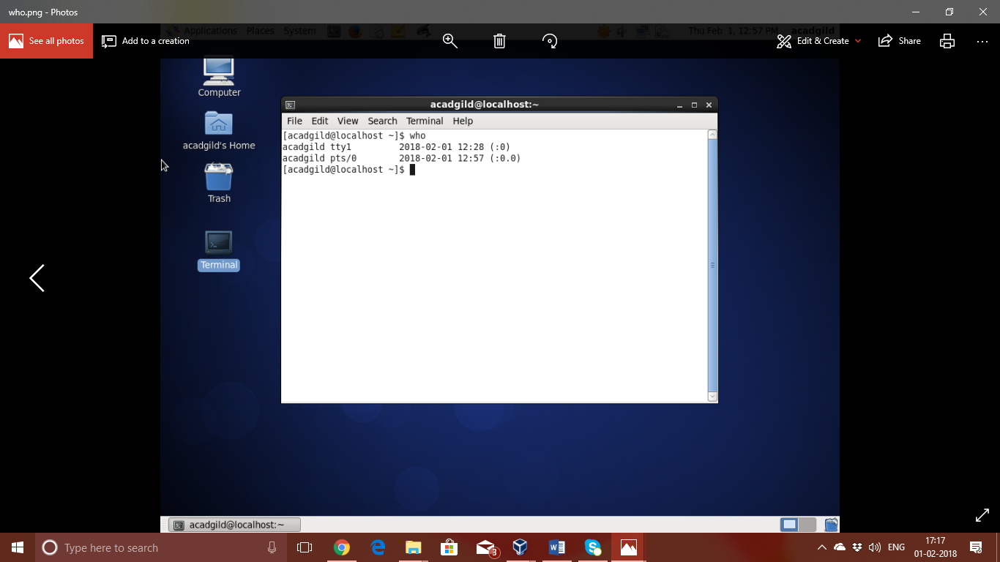 who.png - Photos
Applications Places System Thu Feb 1, 12:57 PM acadgild
See all photos Add to a creation Edit & Create Share
Computer
acadgild's Home
Trash
Terminal
acadgild@localhost:~
File Edit View Search Terminal Help
[acadgild@localhost ~]$ who
acadgild tty1 2018-02-01 12:28 (:0)
acadgild pts/0 2018-02-01 12:57 (:0.0)
[acadgild@localhost ~]$
acadgild@localhost:~
Type here to search 3 ENG 17:17
01-02-2018